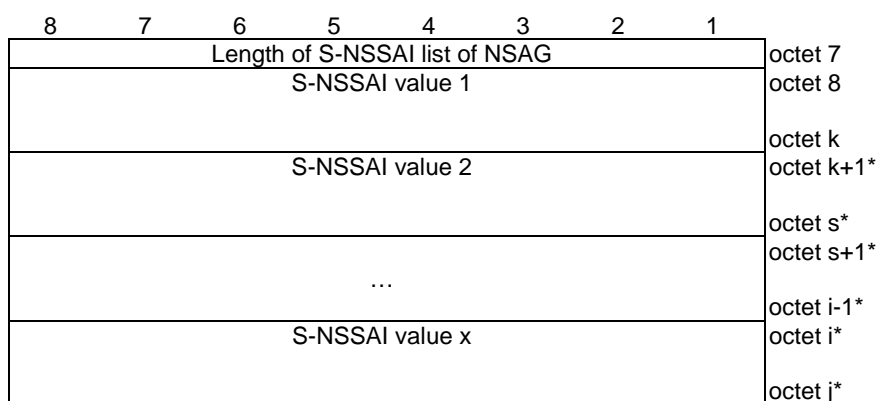 8 7 6 5 4 3 2 1
Length of S-NSSAI list of NSAG octet 7
S-NSSAI value 1 octet 8
octet k
S-NSSAI value 2 octet k+1*
octet s*
octet s+1*
…
octet i-1*
S-NSSAI value x octet i*
octet j*